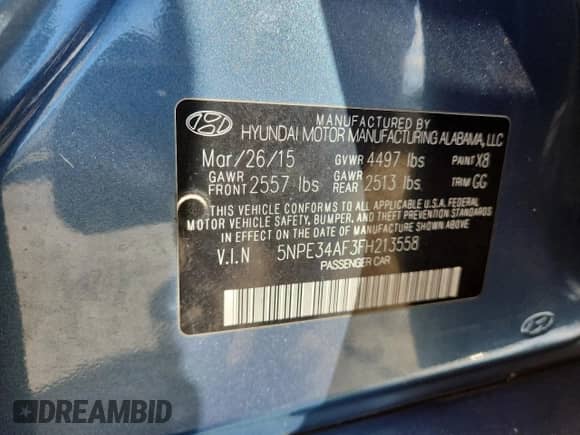 MANUFACTURED BY
HYUNDAI MOTOR MANUFACTURING ALABAMA, LLC
Mar/26/15 GVWR 4497 lbs PAINT X8
GAWR FRONT 2557 lbs GAWR REAR 2513 lbs. TRIM GG
THIS VEHICLE CONFORMS TO ALL APPLICABLE U.S.A. FEDERAL
MOTOR VEHICLE SAFETY, BUMPER, AND THEFT PREVENTION STANDARDS
IN EFFECT ON THE DATE OF MANUFACTURE SHOWN ABOVE.
V.I.N 5NPE34AF3FH213558
PASSENGER CAR
DREAMBID